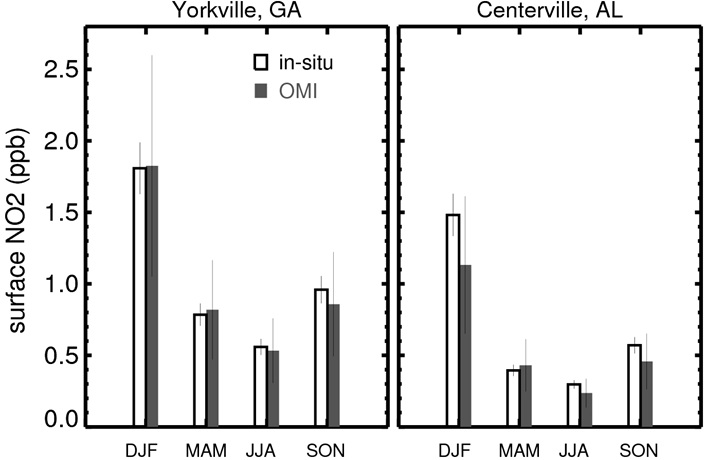 Yorkville, GA
Centerville, AL
in-situ
OMI
surface NO2 (ppb)
2.5
2.0
1.5
1.0
0.5
0.0
DJF MAM JJA SON
DJF MAM JJA SON